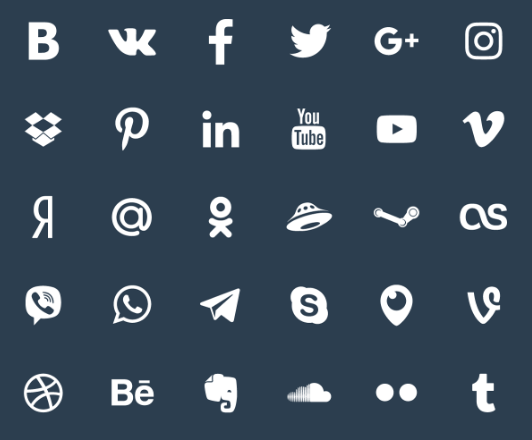 B VK f G+
in You
Tube
Я @ as
S
Bē
t